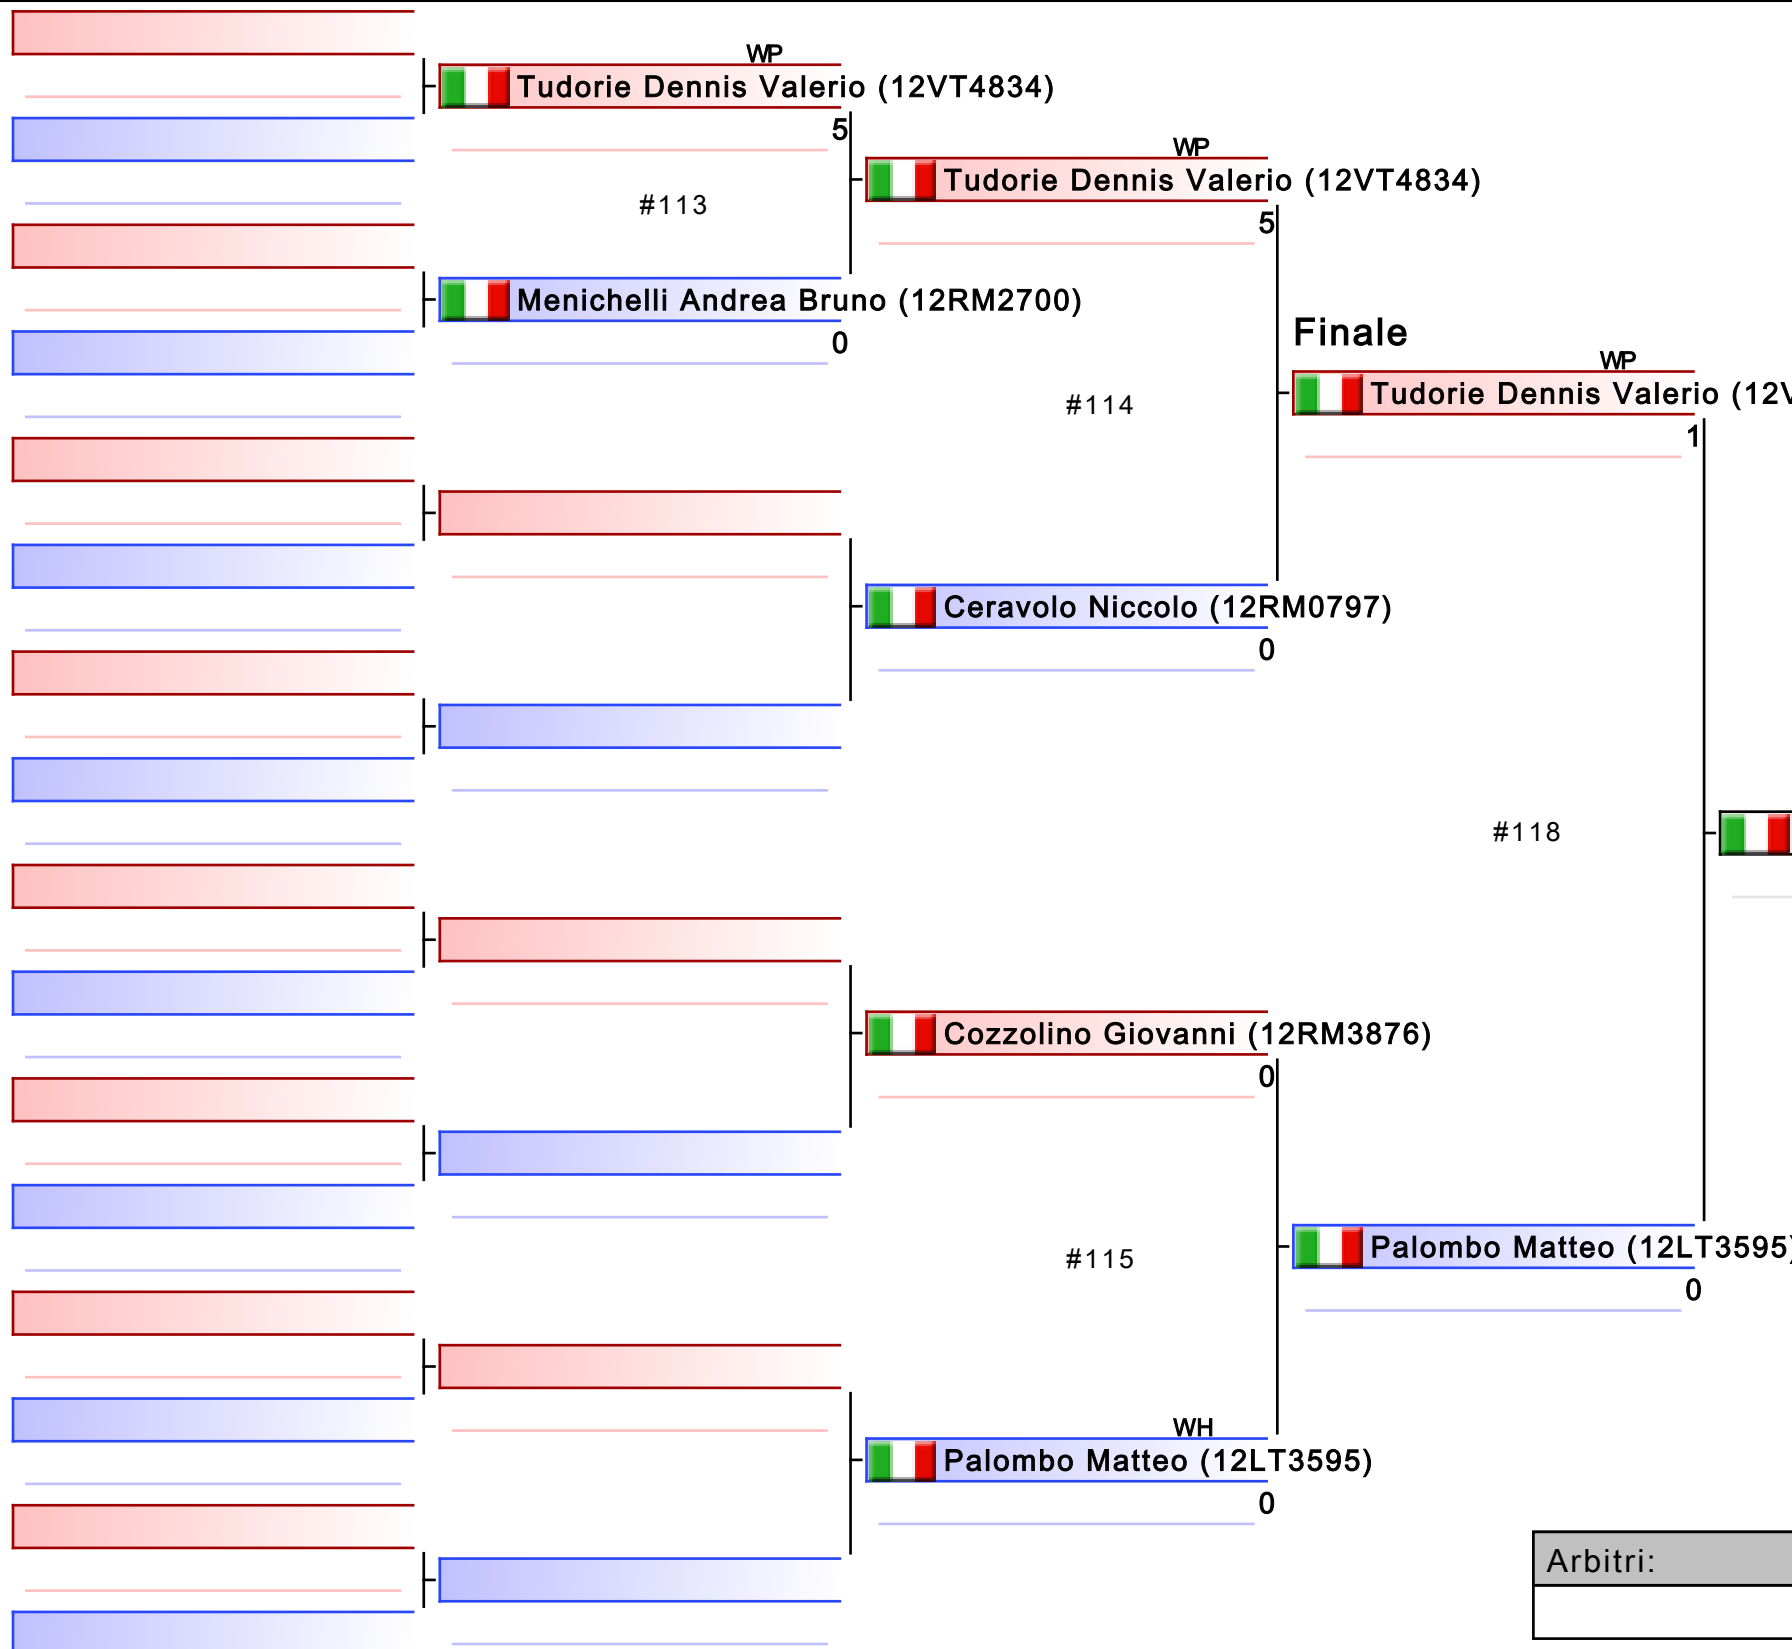 WP
Tudorie Dennis Valerio (12VT4834)
5
#113
Menichelli Andrea Bruno (12RM2700)
0
WP
Tudorie Dennis Valerio (12VT4834)
5
#114
Ceravolo Niccolo (12RM0797)
0
Finale
WP
Tudorie Dennis Valerio (12V
1
#118
Cozzolino Giovanni (12RM3876)
0
#115
WH
Palombo Matteo (12LT3595)
0
Palombo Matteo (12LT3595)
0
Arbitri: